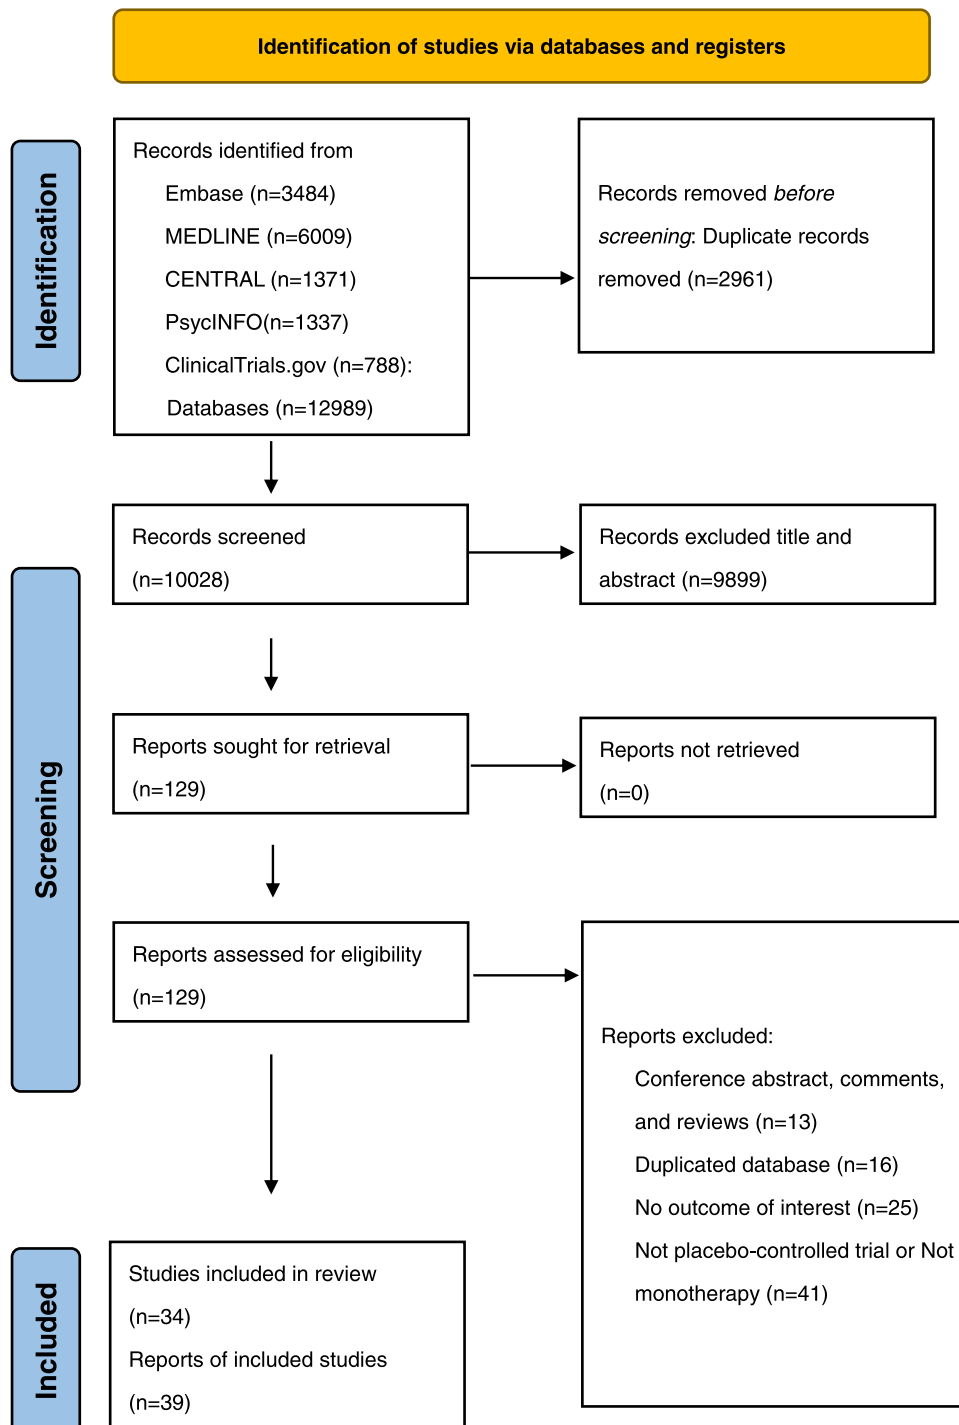 Identification of studies via databases and registers
Identification
Records identified from
Embase (n=3484)
MEDLINE (n=6009)
CENTRAL (n=1371)
PsycINFO(n=1337)
ClinicalTrials.gov (n=788):
Databases (n=12989)
Records removed before
screening: Duplicate records
removed (n=2961)
Screening
Records screened
(n=10028)
Records excluded title and
abstract (n=9899)
Reports sought for retrieval
(n=129)
Reports not retrieved
(n=0)
Reports assessed for eligibility
(n=129)
Reports excluded:
Conference abstract, comments,
and reviews (n=13)
Duplicated database (n=16)
No outcome of interest (n=25)
Not placebo-controlled trial or Not
monotherapy (n=41)
Included
Studies included in review
(n=34)
Reports of included studies
(n=39)